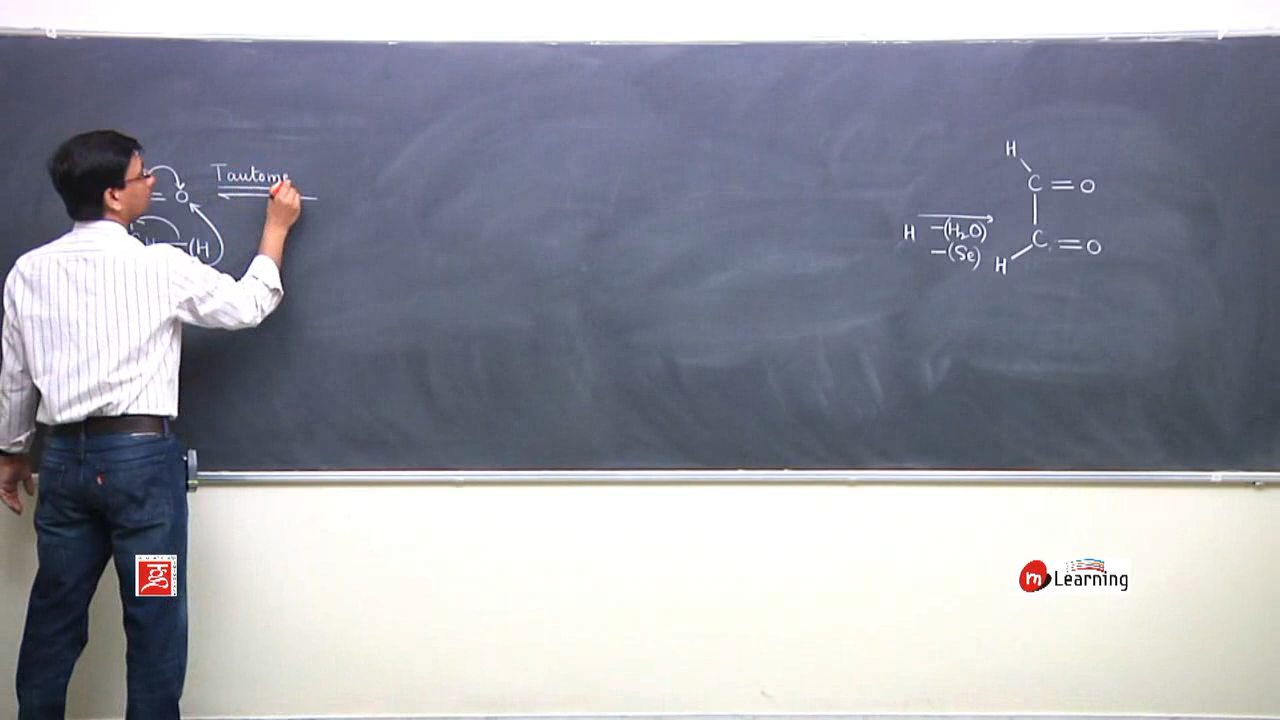 Tautome
= O
(H
H
C = O
H —(H₂O)
—(Se)
C = O
H
m Learning